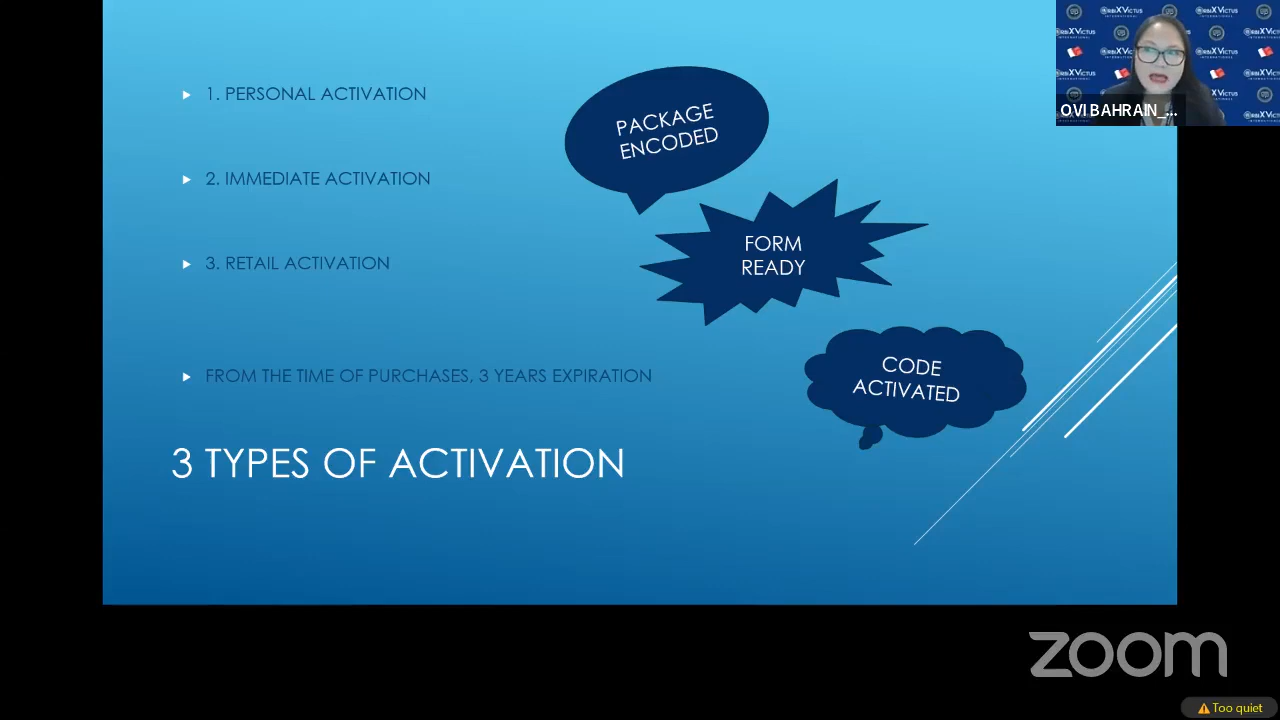 1. PERSONAL ACTIVATION
2. IMMEDIATE ACTIVATION
3. RETAIL ACTIVATION
FROM THE TIME OF PURCHASES, 3 YEARS EXPIRATION
3 TYPES OF ACTIVATION
PACKAGE
ENCODED
FORM
READY
CODE
ACTIVATED
OVI BAHRAIN_...
zoom
Too quiet